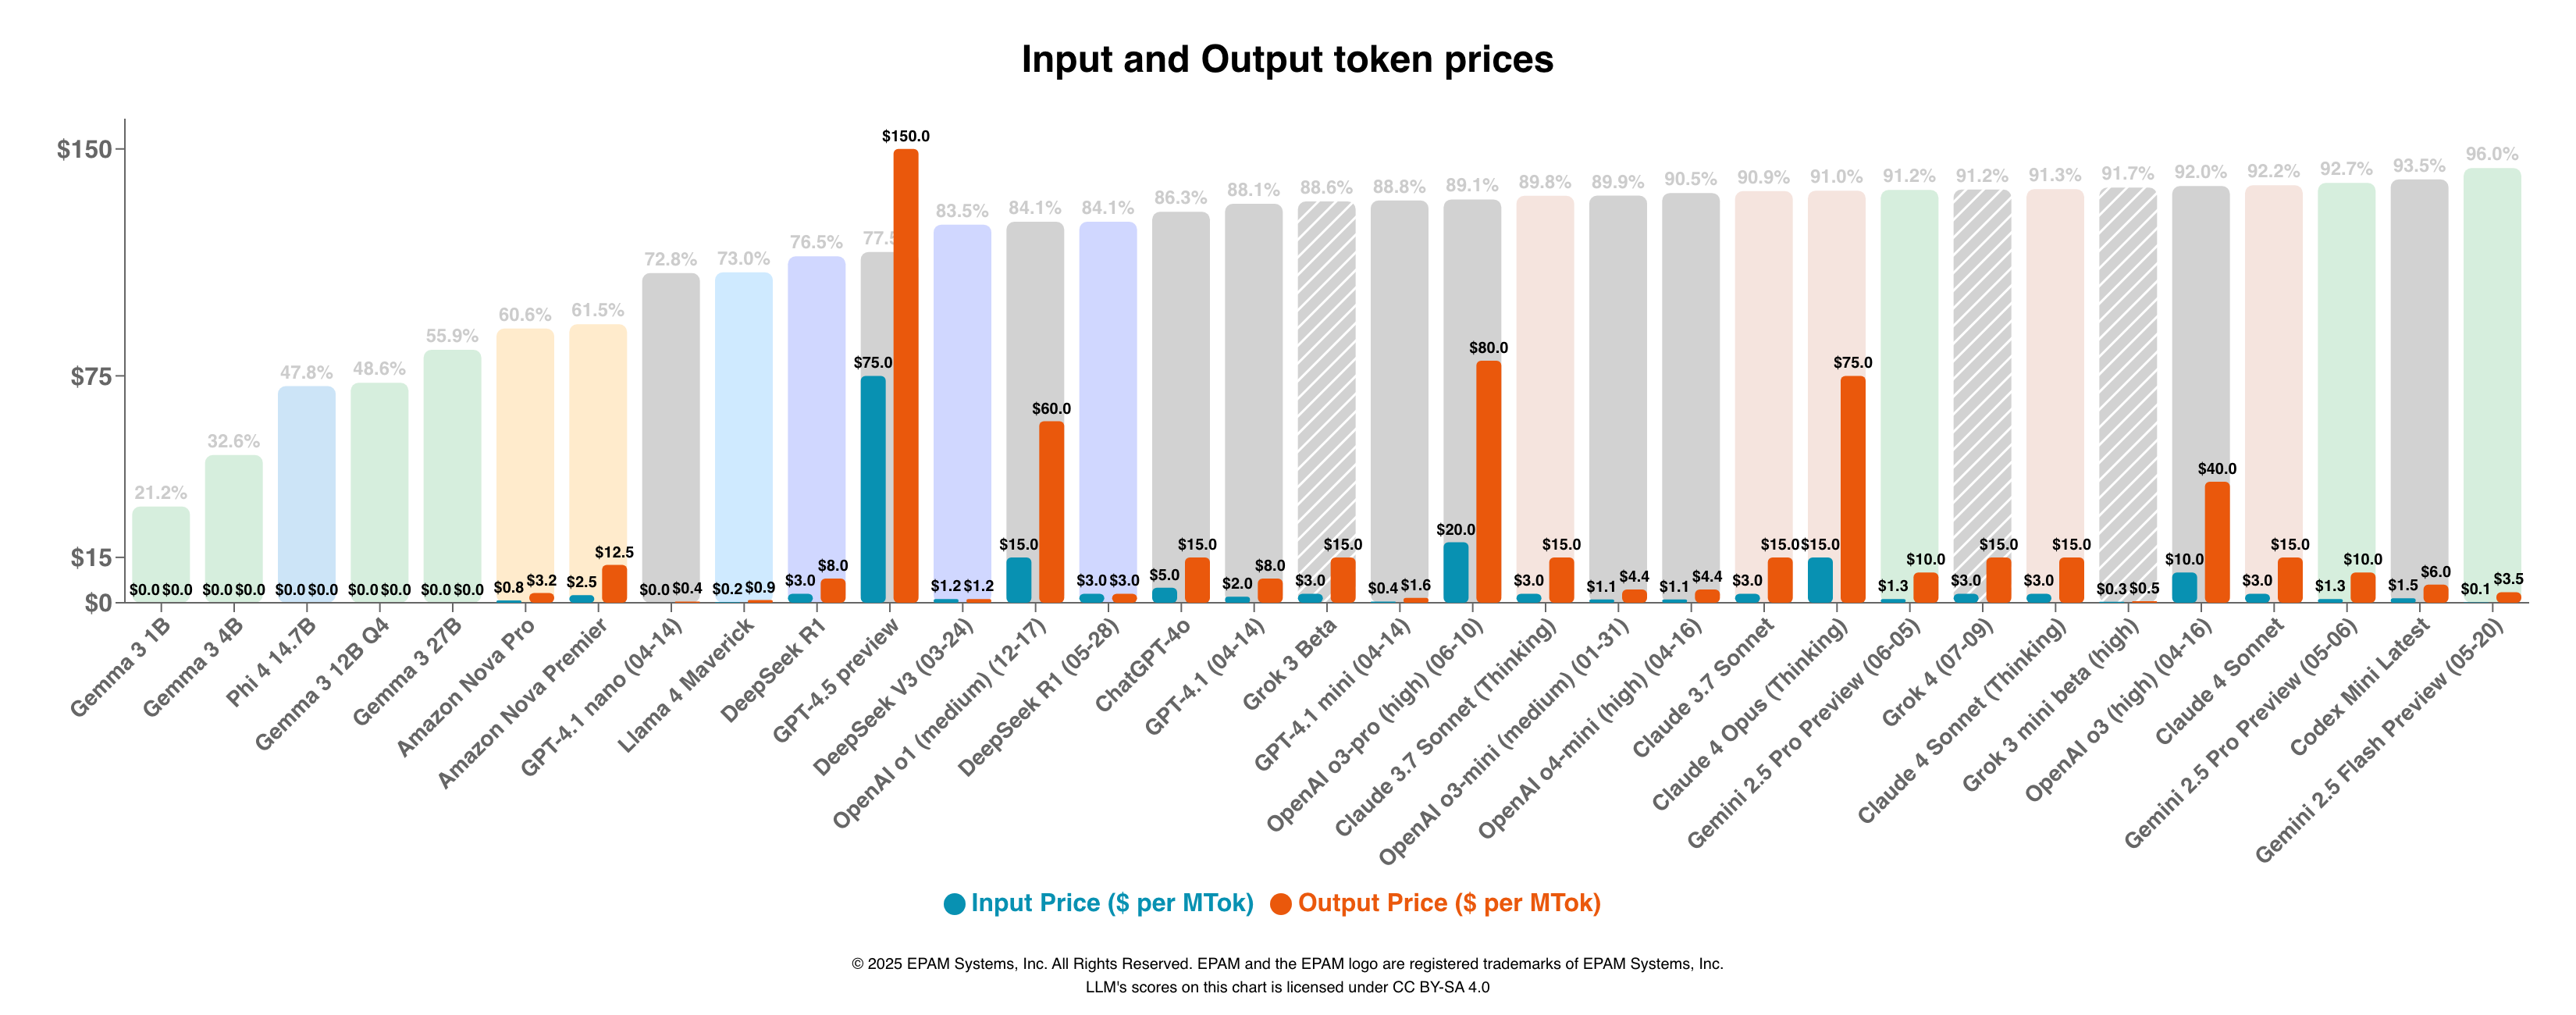 Input and Output token prices
$150
$75
$15
$0
21.2%
32.6%
47.8%
48.6%
55.9%
60.6%
61.5%
72.8%
73.0%
76.5%
77.5
83.5%
84.1%
84.1%
86.3%
88.1%
88.6%
88.8%
89.1%
89.8%
89.9%
90.5%
90.9%
91.0%
91.2%
91.2%
91.3%
91.7%
92.0%
92.2%
92.7%
93.5%
96.0%
$0.0 $0.0
$0.0 $0.0
$0.0 $0.0
$0.0 $0.0
$0.0 $0.0
$0.8 $3.2
$2.5 $12.5
$0.0 $0.4
$0.2 $0.9
$3.0 $8.0
$75.0 $150.0
$1.2 $1.2
$15.0 $60.0
$3.0 $3.0
$5.0 $15.0
$2.0 $8.0
$3.0 $15.0
$0.4 $1.6
$20.0 $80.0
$3.0 $15.0
$1.1 $4.4
$1.1 $4.4
$3.0 $15.0
$15.0 $75.0
$1.3 $10.0
$3.0 $15.0
$3.0 $15.0
$0.3 $0.5
$10.0 $40.0
$3.0 $15.0
$1.3 $10.0
$1.5 $6.0
$0.1 $3.5
Gemma 3 1B
Gemma 3 4B
Phi 4 14.7B
Gemma 3 12B Q4
Gemma 3 27B
Amazon Nova Pro
Amazon Nova Premier
GPT-4.1 nano (04-14)
Llama 4 Maverick
DeepSeek R1
GPT-4.5 preview
DeepSeek V3 (03-24)
OpenAI o1 (medium) (12-17)
DeepSeek R1 (05-28)
ChatGPT-4o
GPT-4.1 (04-14)
Grok 3 Beta
GPT-4.1 mini (04-14)
OpenAI o3-pro (high) (06-10)
Claude 3.7 Sonnet (Thinking)
OpenAI o3-mini (medium) (01-31)
OpenAI o4-mini (high) (04-16)
Claude 3.7 Sonnet
Claude 4 Opus (Thinking)
Gemini 2.5 Pro Preview (06-05)
Grok 4 (07-09)
Claude 4 Sonnet (Thinking)
Grok 3 mini beta (high)
OpenAI o3 (high) (04-16)
Claude 4 Sonnet
Gemini 2.5 Pro Preview (05-06)
Codex Mini Latest
Gemini 2.5 Flash Preview (05-20)
Input Price ($ per MTok) Output Price ($ per MTok)
© 2025 EPAM Systems, Inc. All Rights Reserved. EPAM and the EPAM logo are registered trademarks of EPAM Systems, Inc.
LLM's scores on this chart is licensed under CC BY-SA 4.0